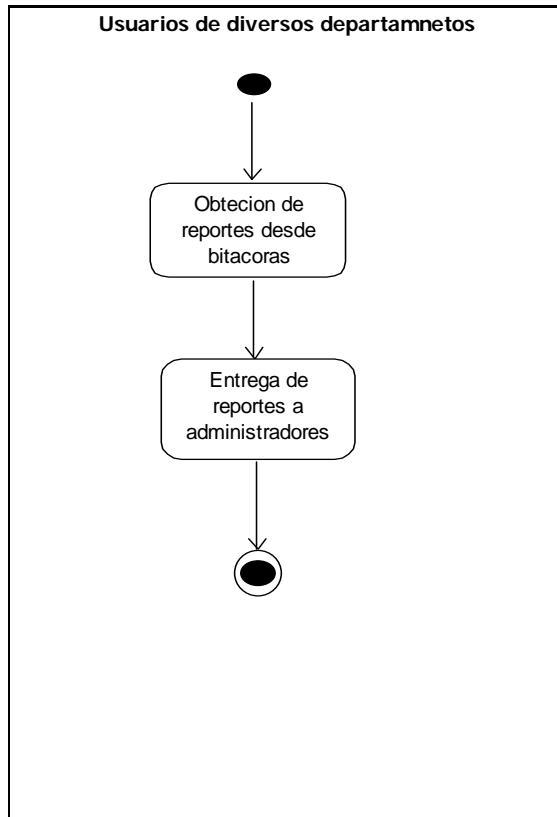 Usuarios de diversos departamnetos
Obtecion de
reportes desde
bitacoras
Entrega de
reportes a
administradores